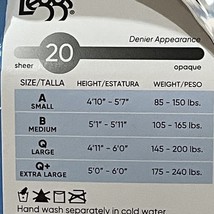 L'eggs
Denier Appearance
20
sheer opaque
SIZE/TALLA HEIGHT/ESTATURA WEIGHT/PESO
A
SMALL 4'10" - 5'7" 85 - 150 lbs.
B
MEDIUM 5'1" - 5'11" 105 - 165 lbs.
Q
LARGE 4'11" - 6'0" 145 - 200 lbs.
Q+
EXTRA LARGE 5'0" - 6'0" 175 - 240 lbs.
Hand wash separately in cold water